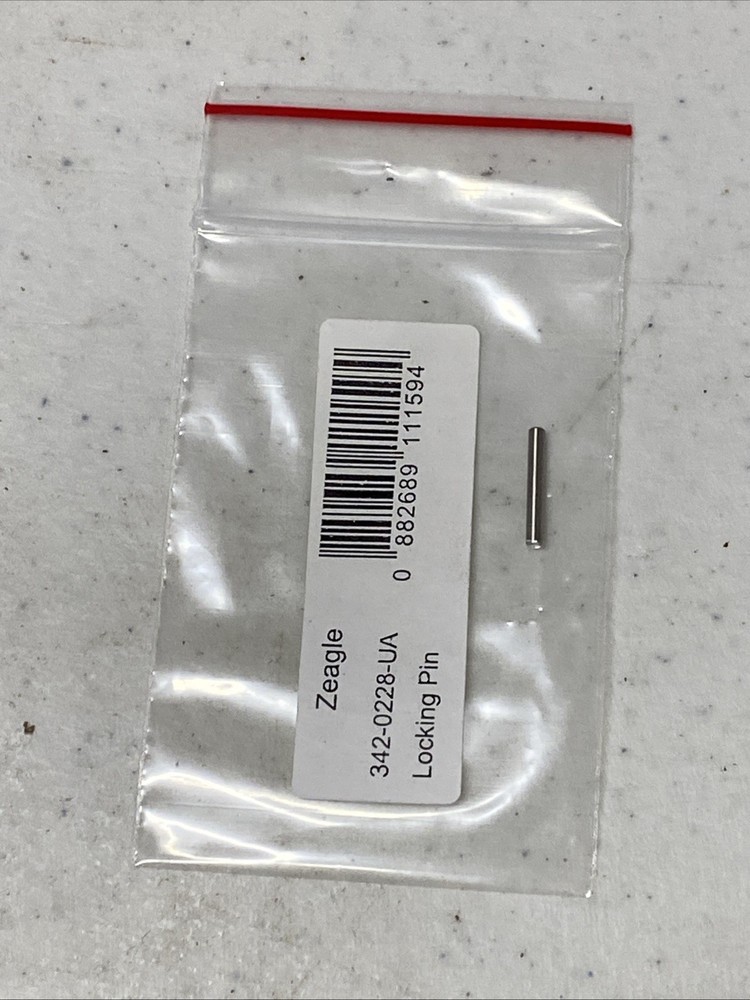 Zeagle
342-0228-UA
Locking Pin
0 882689 111594